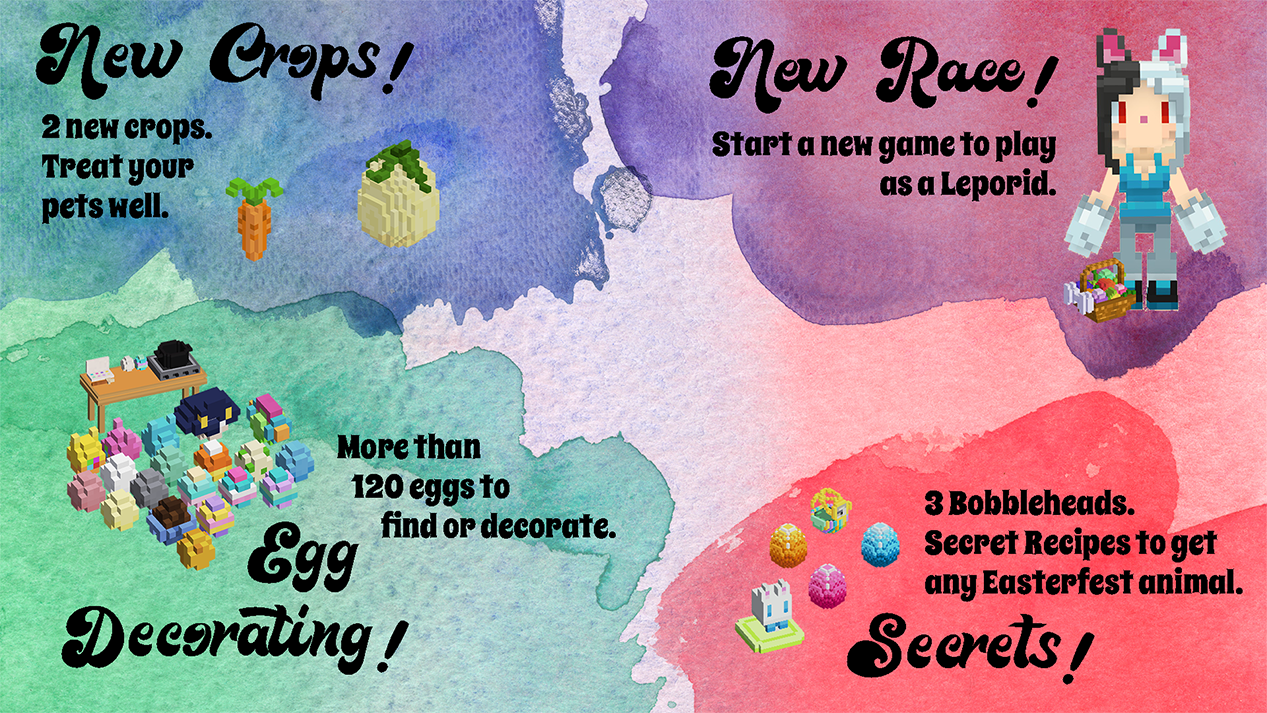 New Crops!
2 new crops.
Treat your
pets well.
New Race!
Start a new game to play
as a Leporid.
More than
120 eggs to
find or decorate.
Egg
Decorating!
3 Bobbleheads.
Secret Recipes to get
any Easterfest animal.
Secrets!